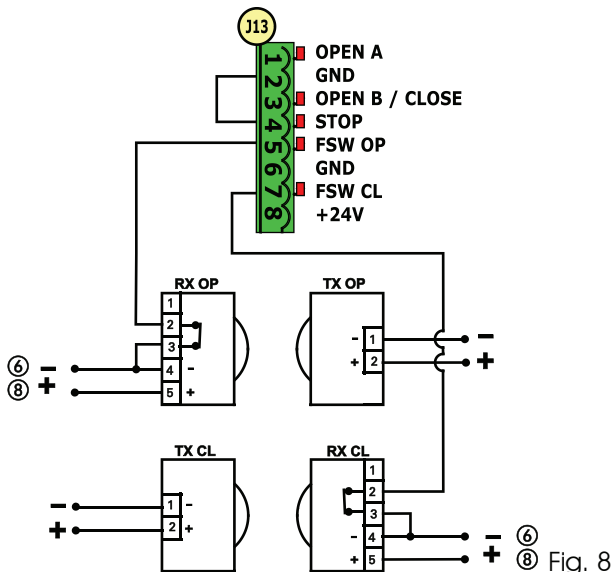 J13
1 OPEN A
2 GND
3 OPEN B / CLOSE
4 STOP
5 FSW OP
6 GND
7 FSW CL
8 +24V
RX OP
TX OP
1
2
3
4 -
5 +
⑥ -
⑧ +
- 1
+ 2
-
+
TX CL
RX CL
1 -
2 +
-
+
1
2
3
- 4
+ 5
- ⑥
+ ⑧
Fig. 8